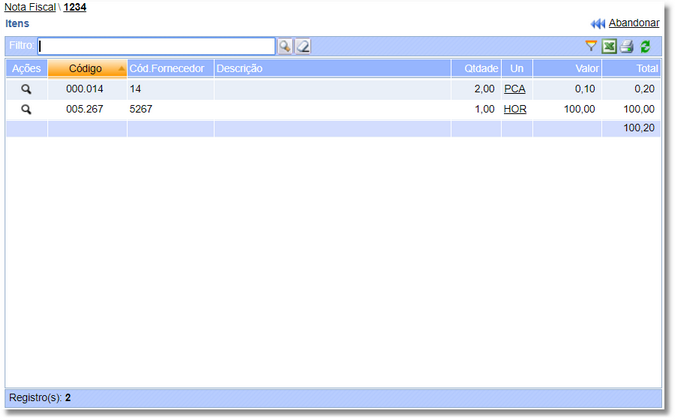 Nota Fiscal \ 1234
Itens Abandonar
Filtro:
Ações Código Cód.Fornecedor Descrição Qtdade Un Valor Total
000.014 14 2,00 PCA 0,10 0,20
005.267 5267 1,00 HOR 100,00 100,00
100,20
Registro(s): 2